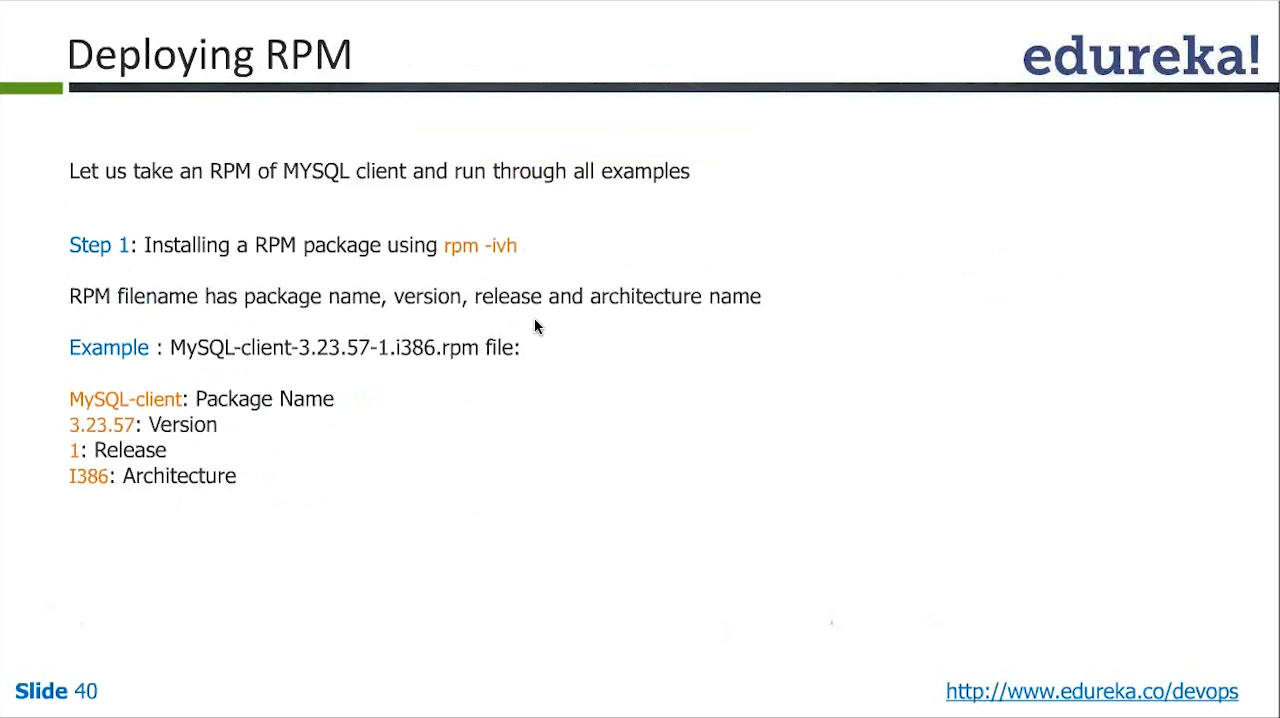 Deploying RPM
edureka!
Let us take an RPM of MYSQL client and run through all examples
Step 1: Installing a RPM package using rpm -ivh
RPM filename has package name, version, release and architecture name
Example : MySQL-client-3.23.57-1.i386.rpm file:
MySQL-client: Package Name
3.23.57: Version
1: Release
I386: Architecture
Slide 40
http://www.edureka.co/devops